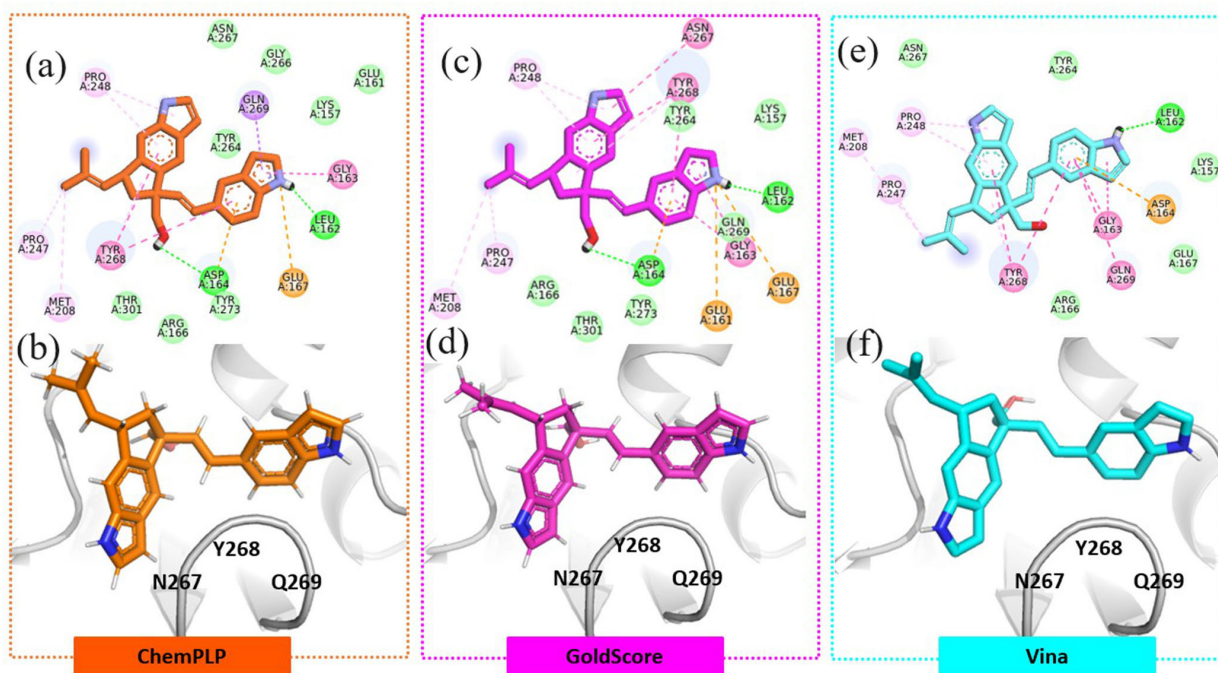 (a)
ASN
A:267
GLY
A:266
GLU
A:161
PRO
A:248
GLN
A:269
LYS
A:157
TYR
A:264
GLY
A:163
LEU
A:162
PRO
A:247
TYR
A:268
ASP
A:164
GLU
A:167
MET
A:208
THR
A:301
TYR
A:273
ARG
A:166
(b)
Y268
N267
Q269
ChemPLP
(c)
ASN
A:267
PRO
A:248
TYR
A:268
TYR
A:264
LYS
A:157
LEU
A:162
GLN
A:269
GLY
A:163
PRO
A:247
ASP
A:164
MET
A:208
ARG
A:166
GLU
A:167
TYR
A:273
GLU
A:161
THR
A:301
(d)
Y268
N267
Q269
GoldScore
(e)
ASN
A:267
TYR
A:264
PRO
A:248
LEU
A:162
MET
A:208
LYS
A:157
PRO
A:247
ASP
A:164
GLY
A:163
GLU
A:167
TYR
A:268
GLN
A:269
ARG
A:166
(f)
Y268
N267
Q269
Vina